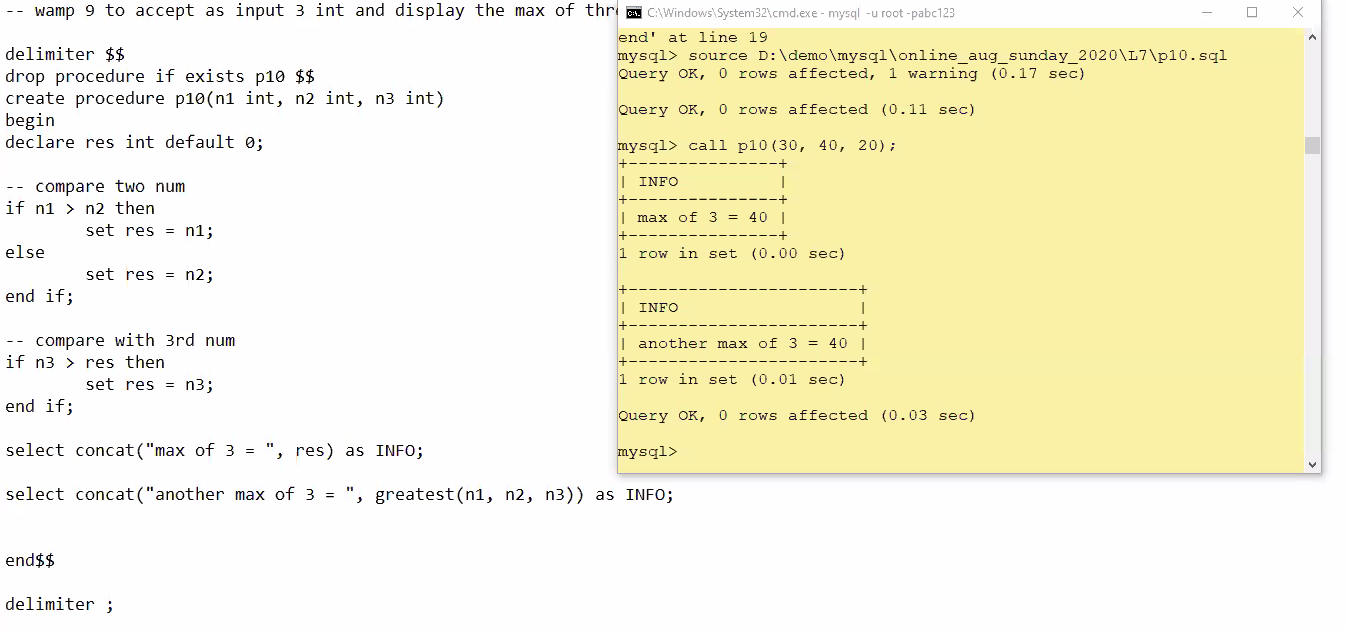 -- wamp 9 to accept as input 3 int and display the max of
delimiter $$
drop procedure if exists p10 $$
create procedure p10(n1 int, n2 int, n3 int)
begin
declare res int default 0;
-- compare two num
if n1 > n2 then
set res = n1;
else
set res = n2;
end if;
-- compare with 3rd num
if n3 > res then
set res = n3;
end if;
select concat("max of 3 = ", res) as INFO;
select concat("another max of 3 = ", greatest(n1, n2, n3)) as INFO;
end$$
delimiter ;
C:\Windows\System32\cmd.exe - mysql -u root -pabc123
end' at line 19
mysql> source D:\demo\mysql\online_aug_sunday_2020\L7\p10.sql
Query OK, 0 rows affected, 1 warning (0.17 sec)
Query OK, 0 rows affected (0.11 sec)
mysql> call p10(30, 40, 20);
+---------------+
| INFO          |
+---------------+
| max of 3 = 40 |
+---------------+
1 row in set (0.00 sec)
+-----------------------+
| INFO                  |
+-----------------------+
| another max of 3 = 40 |
+-----------------------+
1 row in set (0.01 sec)
Query OK, 0 rows affected (0.03 sec)
mysql>